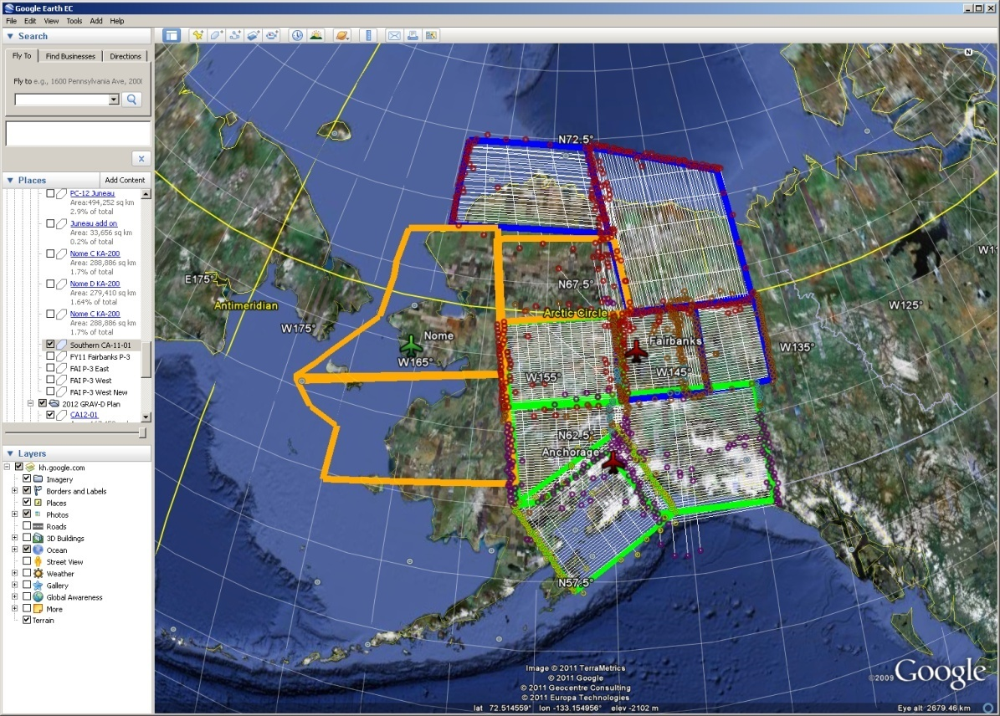 Google Earth EC
File Edit View Tools Add Help
Search
Fly To Find Businesses Directions
Fly to e.g., 1600 Pennsylvania Ave, 200
Places Add Content
PC-12 Juneau
Area:494,252 sq km
2.9% of total
Juneau add on
Area: 33,656 sq km
0.2% of total
Nome C KA-200
Area: 288,886 sq km
1.7% of total
Nome D KA-200
Area: 279,410 sq km
1.64% of total
Nome C KA-200
Area: 288,886 sq km
1.7% of total
Southern CA-11-01
FY11 Fairbanks P-3
FAI P-3 East
FAI P-3 West
FAI P-3 West New
2012 GRAV-D Plan
CA12-01
Layers
kh.google.com
Imagery
Borders and Labels
Places
Photos
Roads
3D Buildings
Ocean
Street View
Weather
Gallery
Global Awareness
More
Terrain
N
N72.5°
W11
E175°
N67.5°
Antimeridian
W125°
Arctic Circle
W175°
Nome
Fairbanks
W135°
W165°
W145°
W155°
N62.5°
Anchorage
N57.5°
Image © 2011 TerraMetrics
© 2011 Google
© 2011 Geocentre Consulting
© 2011 Europa Technologies
©2009 Google
lat 72.514559° lon -133.154956° elev -2102 m
Eye alt 2679.46 km